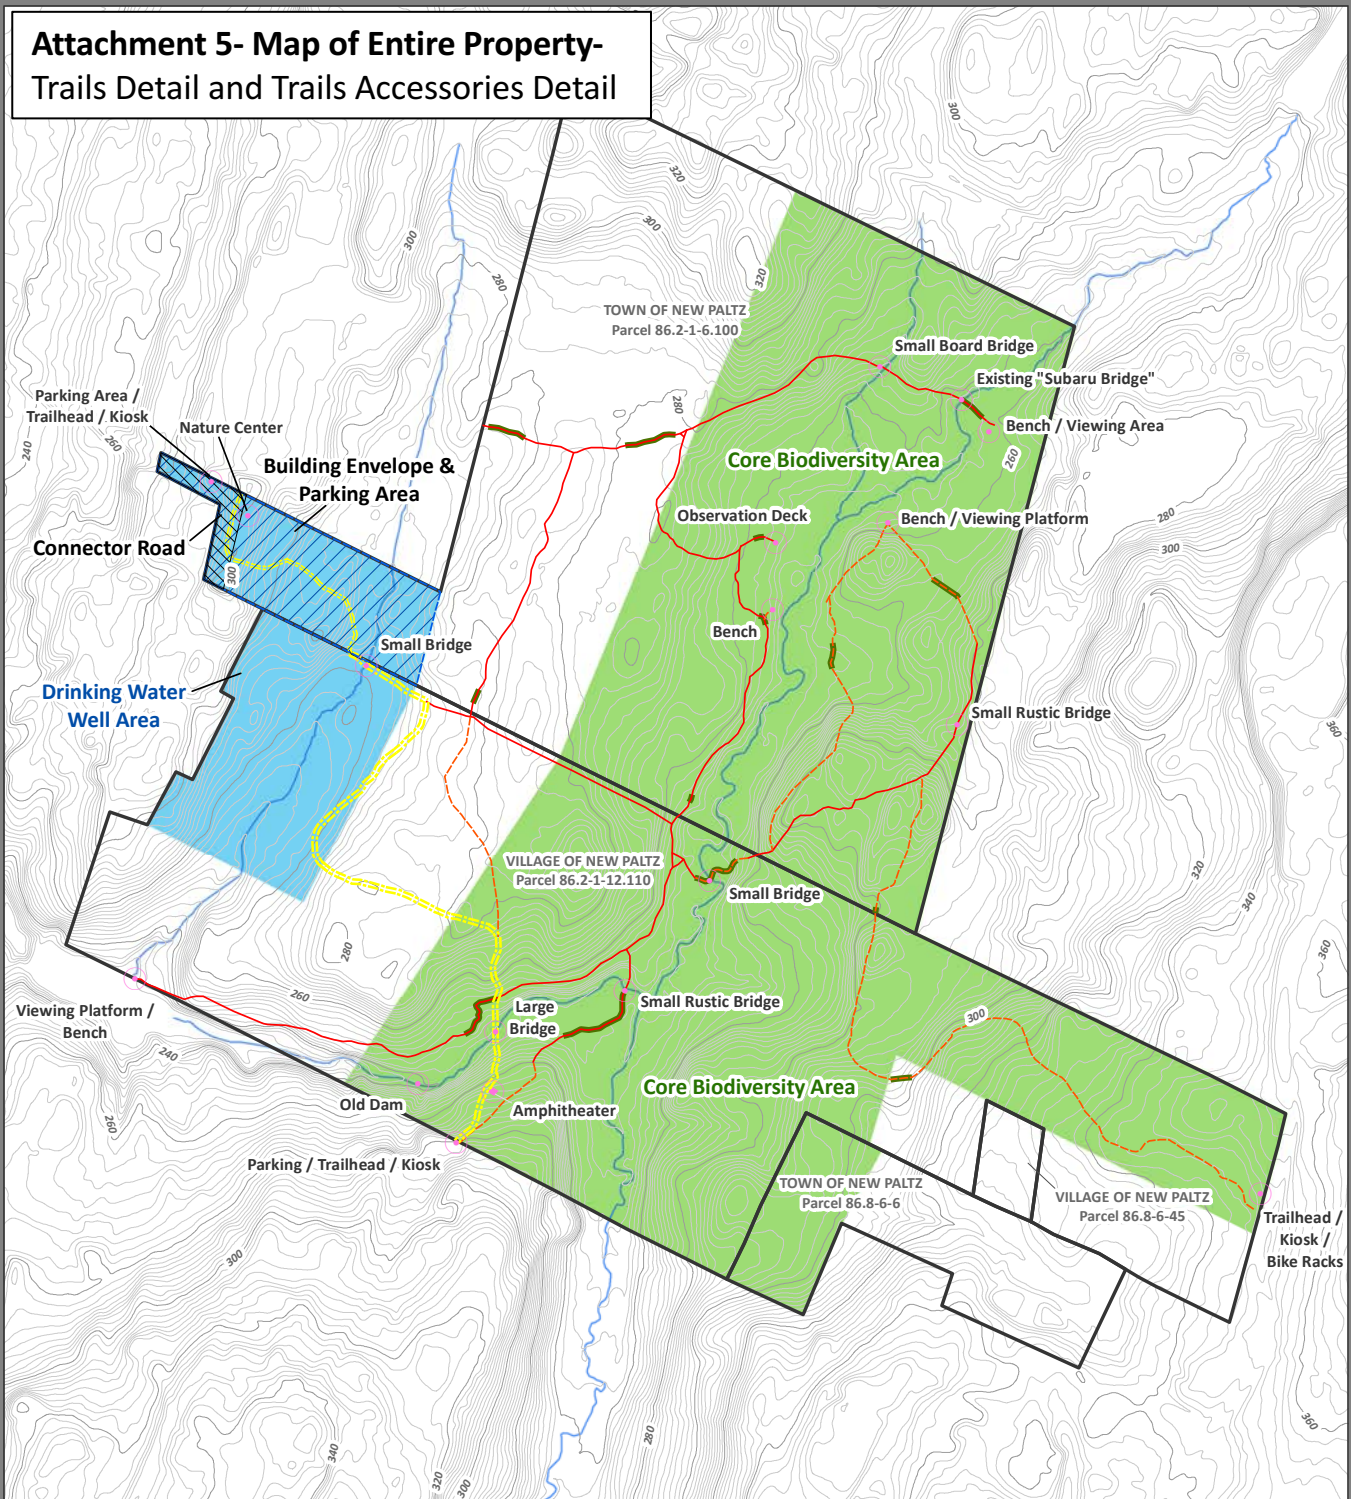 Attachment 5- Map of Entire Property-
Trails Detail and Trails Accessories Detail
300
320
300
300
280
320
TOWN OF NEW PALTZ
Parcel 86.2-1-6.100
Small Board Bridge
Existing "Subaru Bridge"
Parking Area /
Trailhead / Kiosk
Nature Center
280
Bench / Viewing Area
240
260
Building Envelope &
Parking Area
Core Biodiversity Area
260
Observation Deck
Bench / Viewing Platform
280
Connector Road
300
300
Bench
Small Bridge
Drinking Water
Well Area
Small Rustic Bridge
360
VILLAGE OF NEW PALTZ
Parcel 86.2-1-12.110
320
Small Bridge
340
280
360
260
Viewing Platform /
Bench
Large
Bridge
Small Rustic Bridge
300
240
Core Biodiversity Area
Old Dam
Amphitheater
260
Parking / Trailhead / Kiosk
TOWN OF NEW PALTZ
Parcel 86.8-6-6
VILLAGE OF NEW PALTZ
Parcel 86.8-6-45
Trailhead /
Kiosk /
Bike Racks
300
360
280
340
320
300